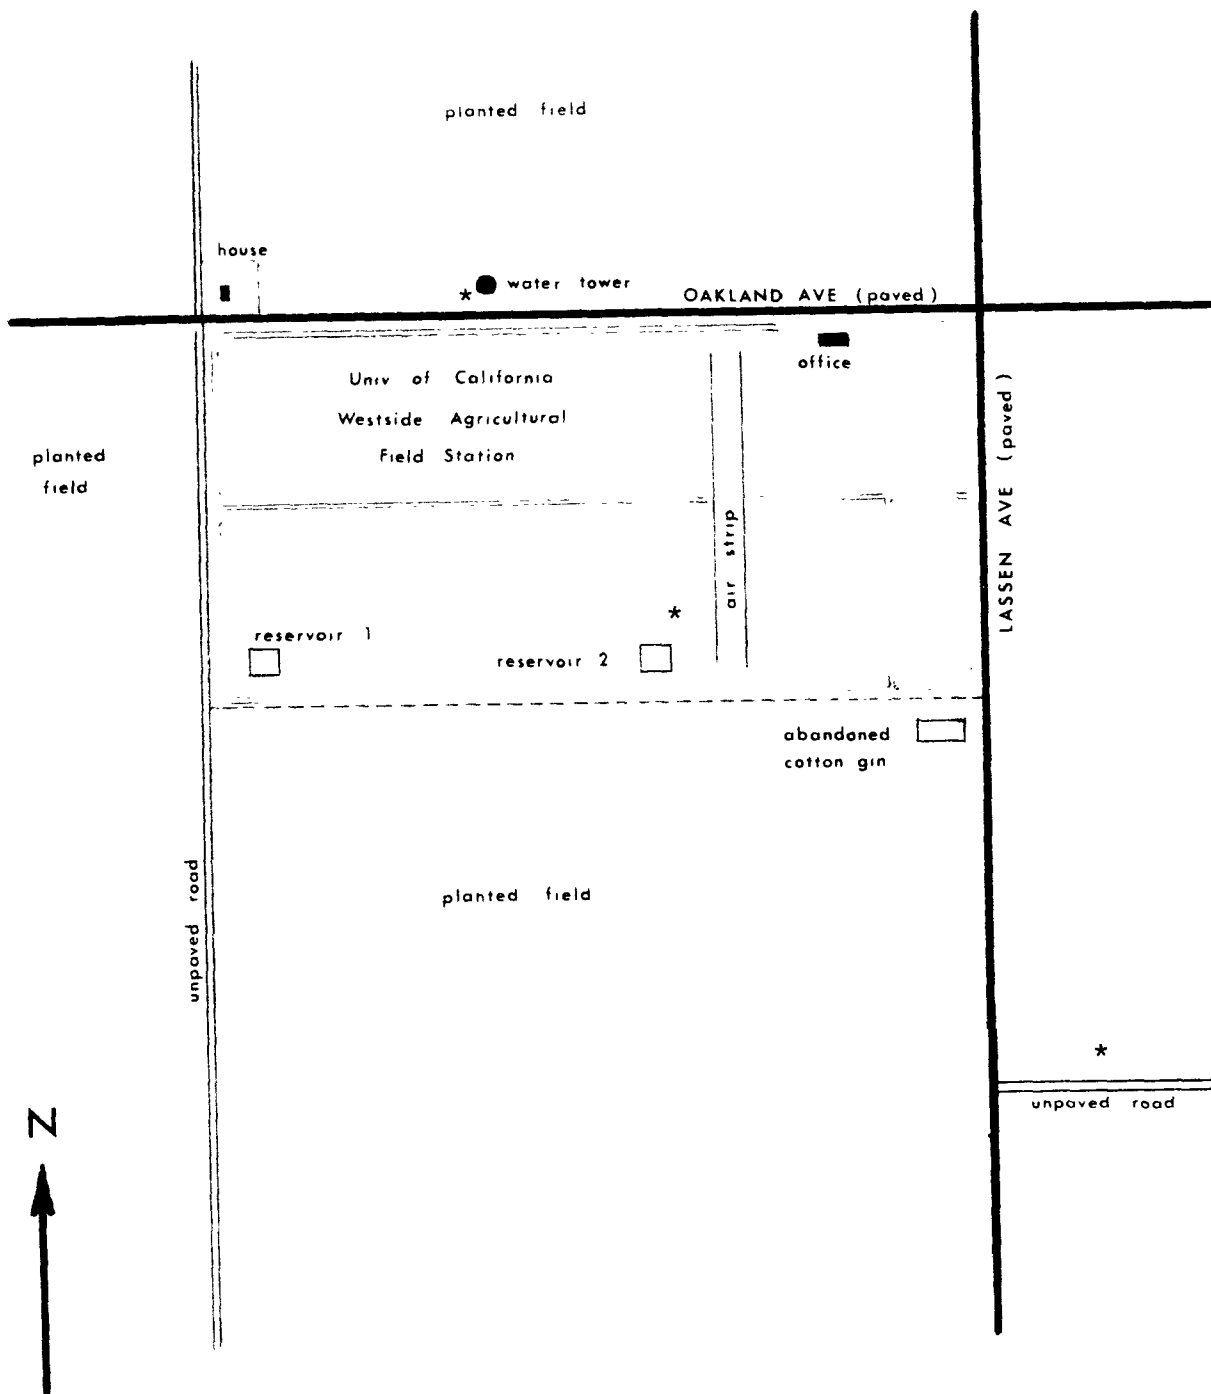 planted field
house
* water tower
OAKLAND AVE (paved)
office
Univ of California
Westside Agricultural
Field Station
planted
field
LASSEN AVE (paved)
air strip
*
reservoir 1
reservoir 2
abandoned
cotton gin
unpaved road
planted field
*
unpaved road
N